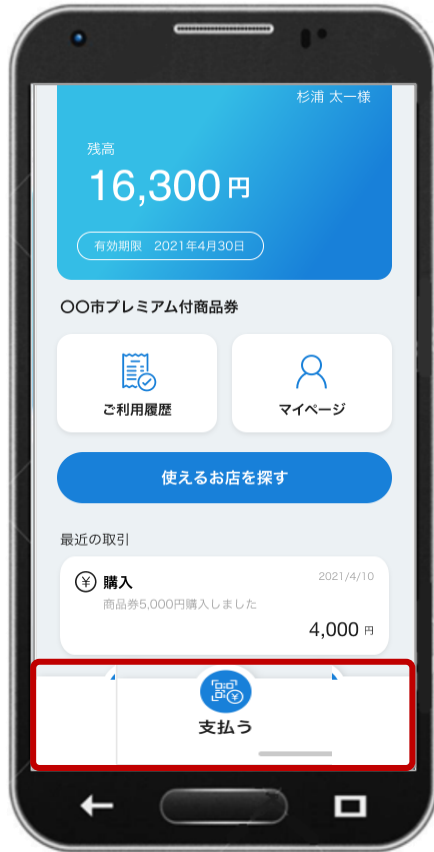 杉浦 太一様
残高
16,300 円
有効期限 2021年4月30日
〇〇市プレミアム付商品券
ご利用履歴
マイページ
使えるお店を探す
最近の取引
購入
2021/4/10
商品券5,000円購入しました
4,000 円
支払う